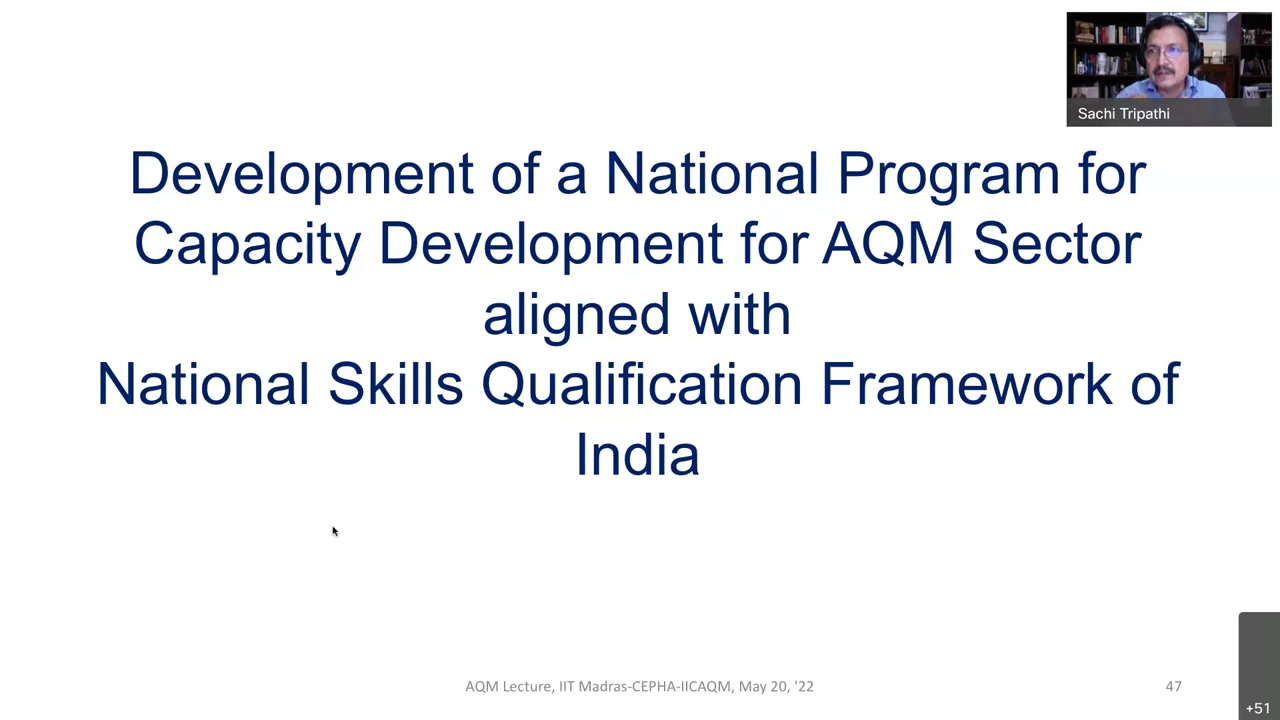 Sachi Tripathi
Development of a National Program for
Capacity Development for AQM Sector
aligned with
National Skills Qualification Framework of
India
AQM Lecture, IIT Madras-CEPHA-IICAQM, May 20, '22
47
+51